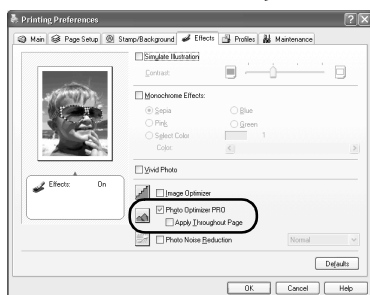 Printing Preferences
Main Page Setup Stamp/Background Effects Profiles Maintenance
Simulate Illustration
Contrast:
Monochrome Effects:
Sepia Blue
Pink Green
Select Color 1
Color
Vivid Photo
Effects: On
Image Optimizer
Photo Optimizer PRO
Apply Throughout Page
Photo Noise Reduction Normal
Defaults
OK Cancel Help